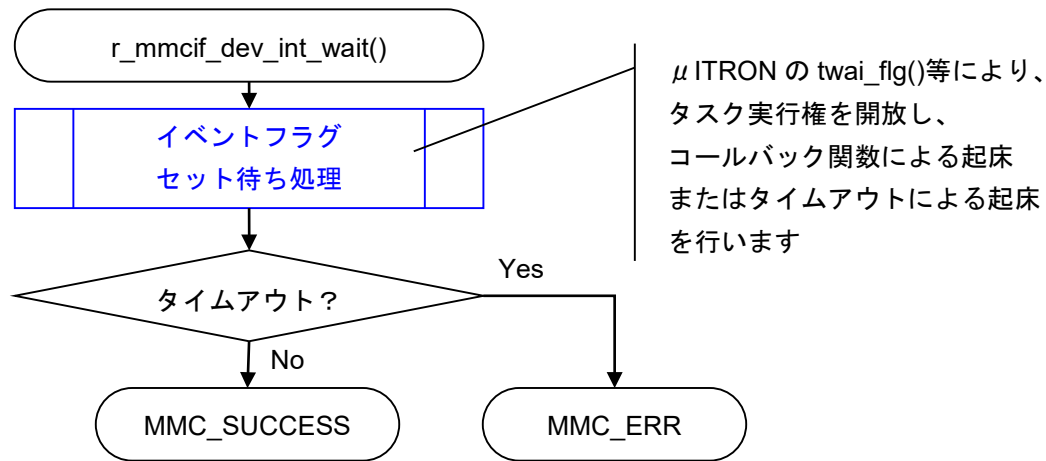 r_mmcif_dev_int_wait()
イベントフラグ
セット待ち処理
μITRON の twai_flg()等により、
タスク実行権を開放し、
コールバック関数による起床
またはタイムアウトによる起床
を行います
タイムアウト？
Yes
No
MMC_SUCCESS
MMC_ERR